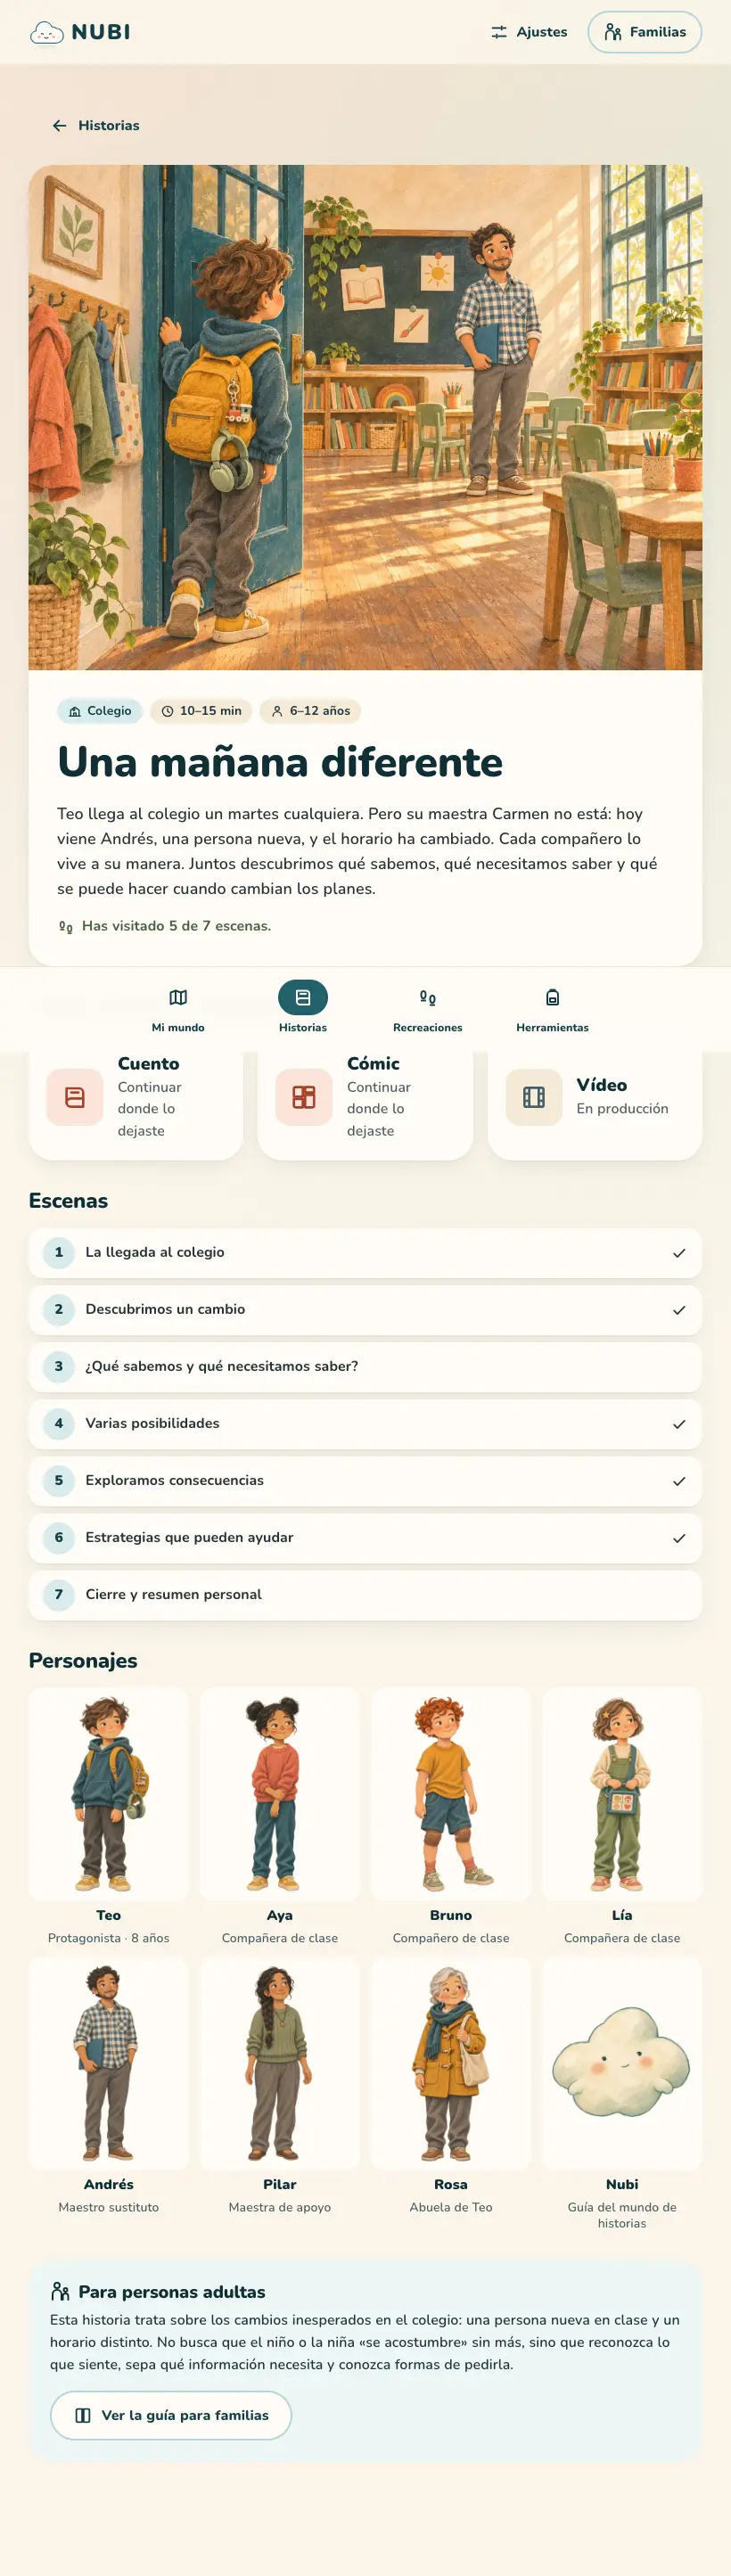 NUBI
Ajustes
Familias
Historias
Colegio
10–15 min
6–12 años
Una mañana diferente
Teo llega al colegio un martes cualquiera. Pero su maestra Carmen no está: hoy
viene Andrés, una persona nueva, y el horario ha cambiado. Cada compañero lo
vive a su manera. Juntos descubrimos qué sabemos, qué necesitamos saber y qué
se puede hacer cuando cambian los planes.
Has visitado 5 de 7 escenas.
Mi mundo
Historias
Recreaciones
Herramientas
Cuento
Continuar
donde lo
dejaste
Cómic
Continuar
donde lo
dejaste
Vídeo
En producción
Escenas
1 La llegada al colegio
2 Descubrimos un cambio
3 ¿Qué sabemos y qué necesitamos saber?
4 Varias posibilidades
5 Exploramos consecuencias
6 Estrategias que pueden ayudar
7 Cierre y resumen personal
Personajes
Teo
Protagonista · 8 años
Aya
Compañera de clase
Bruno
Compañero de clase
Lía
Compañera de clase
Andrés
Maestro sustituto
Pilar
Maestra de apoyo
Rosa
Abuela de Teo
Nubi
Guía del mundo de
historias
Para personas adultas
Esta historia trata sobre los cambios inesperados en el colegio: una persona nueva en clase y un
horario distinto. No busca que el niño o la niña «se acostumbre» sin más, sino que reconozca lo
que siente, sepa qué información necesita y conozca formas de pedirla.
Ver la guía para familias